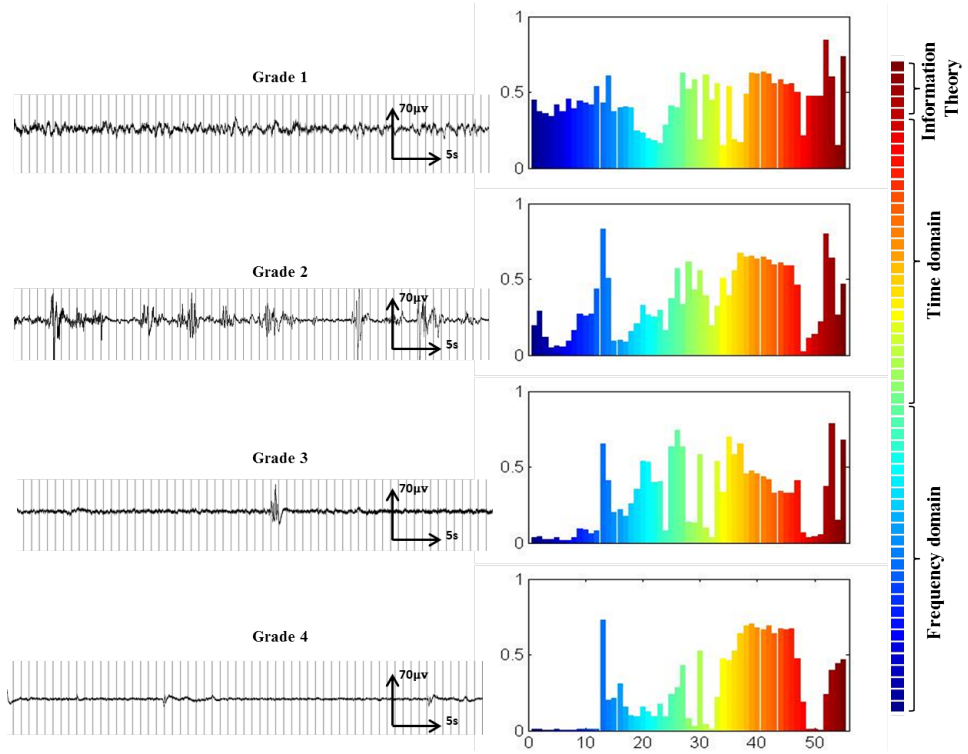 Grade 1
70μv
5s
1
0.5
0
Grade 2
70μv
5s
1
0.5
0
Grade 3
70μv
5s
1
0.5
0
Grade 4
70μv
5s
1
0.5
0
0 10 20 30 40 50
Information
Theory
Time domain
Frequency domain